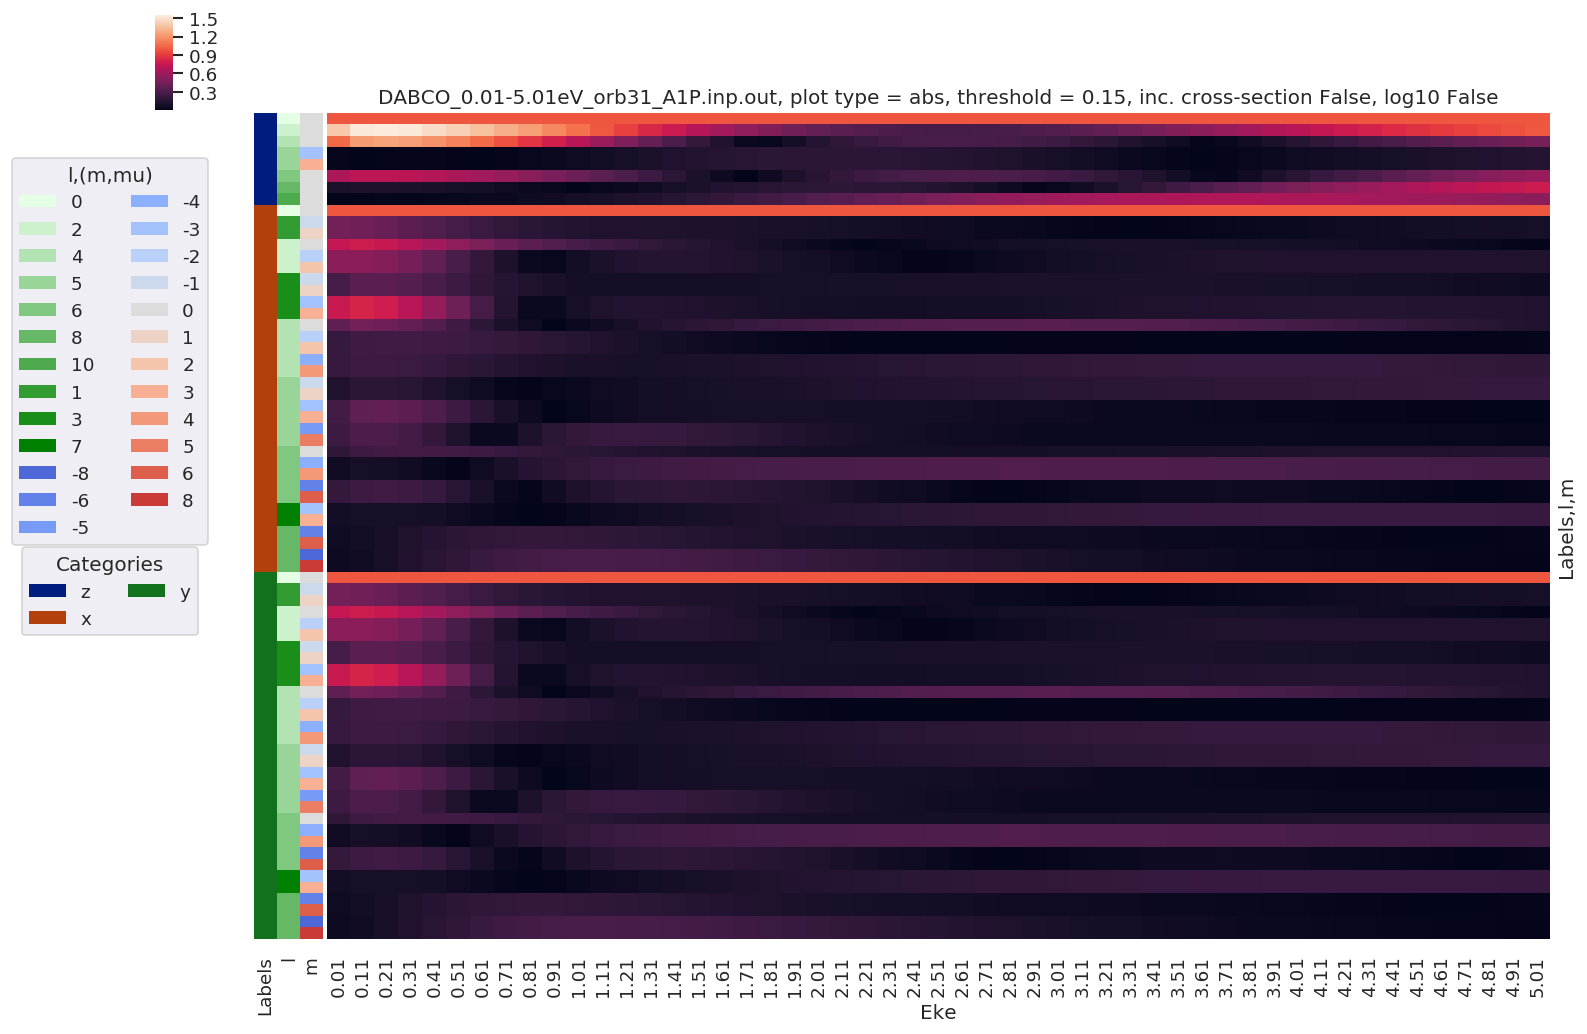 1.5
1.2
0.9
0.6
0.3
DABCO_0.01-5.01eV_orb31_A1P.inp.out, plot type = abs, threshold = 0.15, inc. cross-section False, log10 False
l,(m,mu)
0 -4
2 -3
4 -2
5 -1
6 0
8 1
10 2
1 3
3 4
7 5
-8 6
-6 8
-5
Categories
z y
x
Labels,l,m
Labels l m 0.01 0.11 0.21 0.31 0.41 0.51 0.61 0.71 0.81 0.91 1.01 1.11 1.21 1.31 1.41 1.51 1.61 1.71 1.81 1.91 2.01 2.11 2.21 2.31 2.41 2.51 2.61 2.71 2.81 2.91 3.01 3.11 3.21 3.31 3.41 3.51 3.61 3.71 3.81 3.91 4.01 4.11 4.21 4.31 4.41 4.51 4.61 4.71 4.81 4.91 5.01
Eke